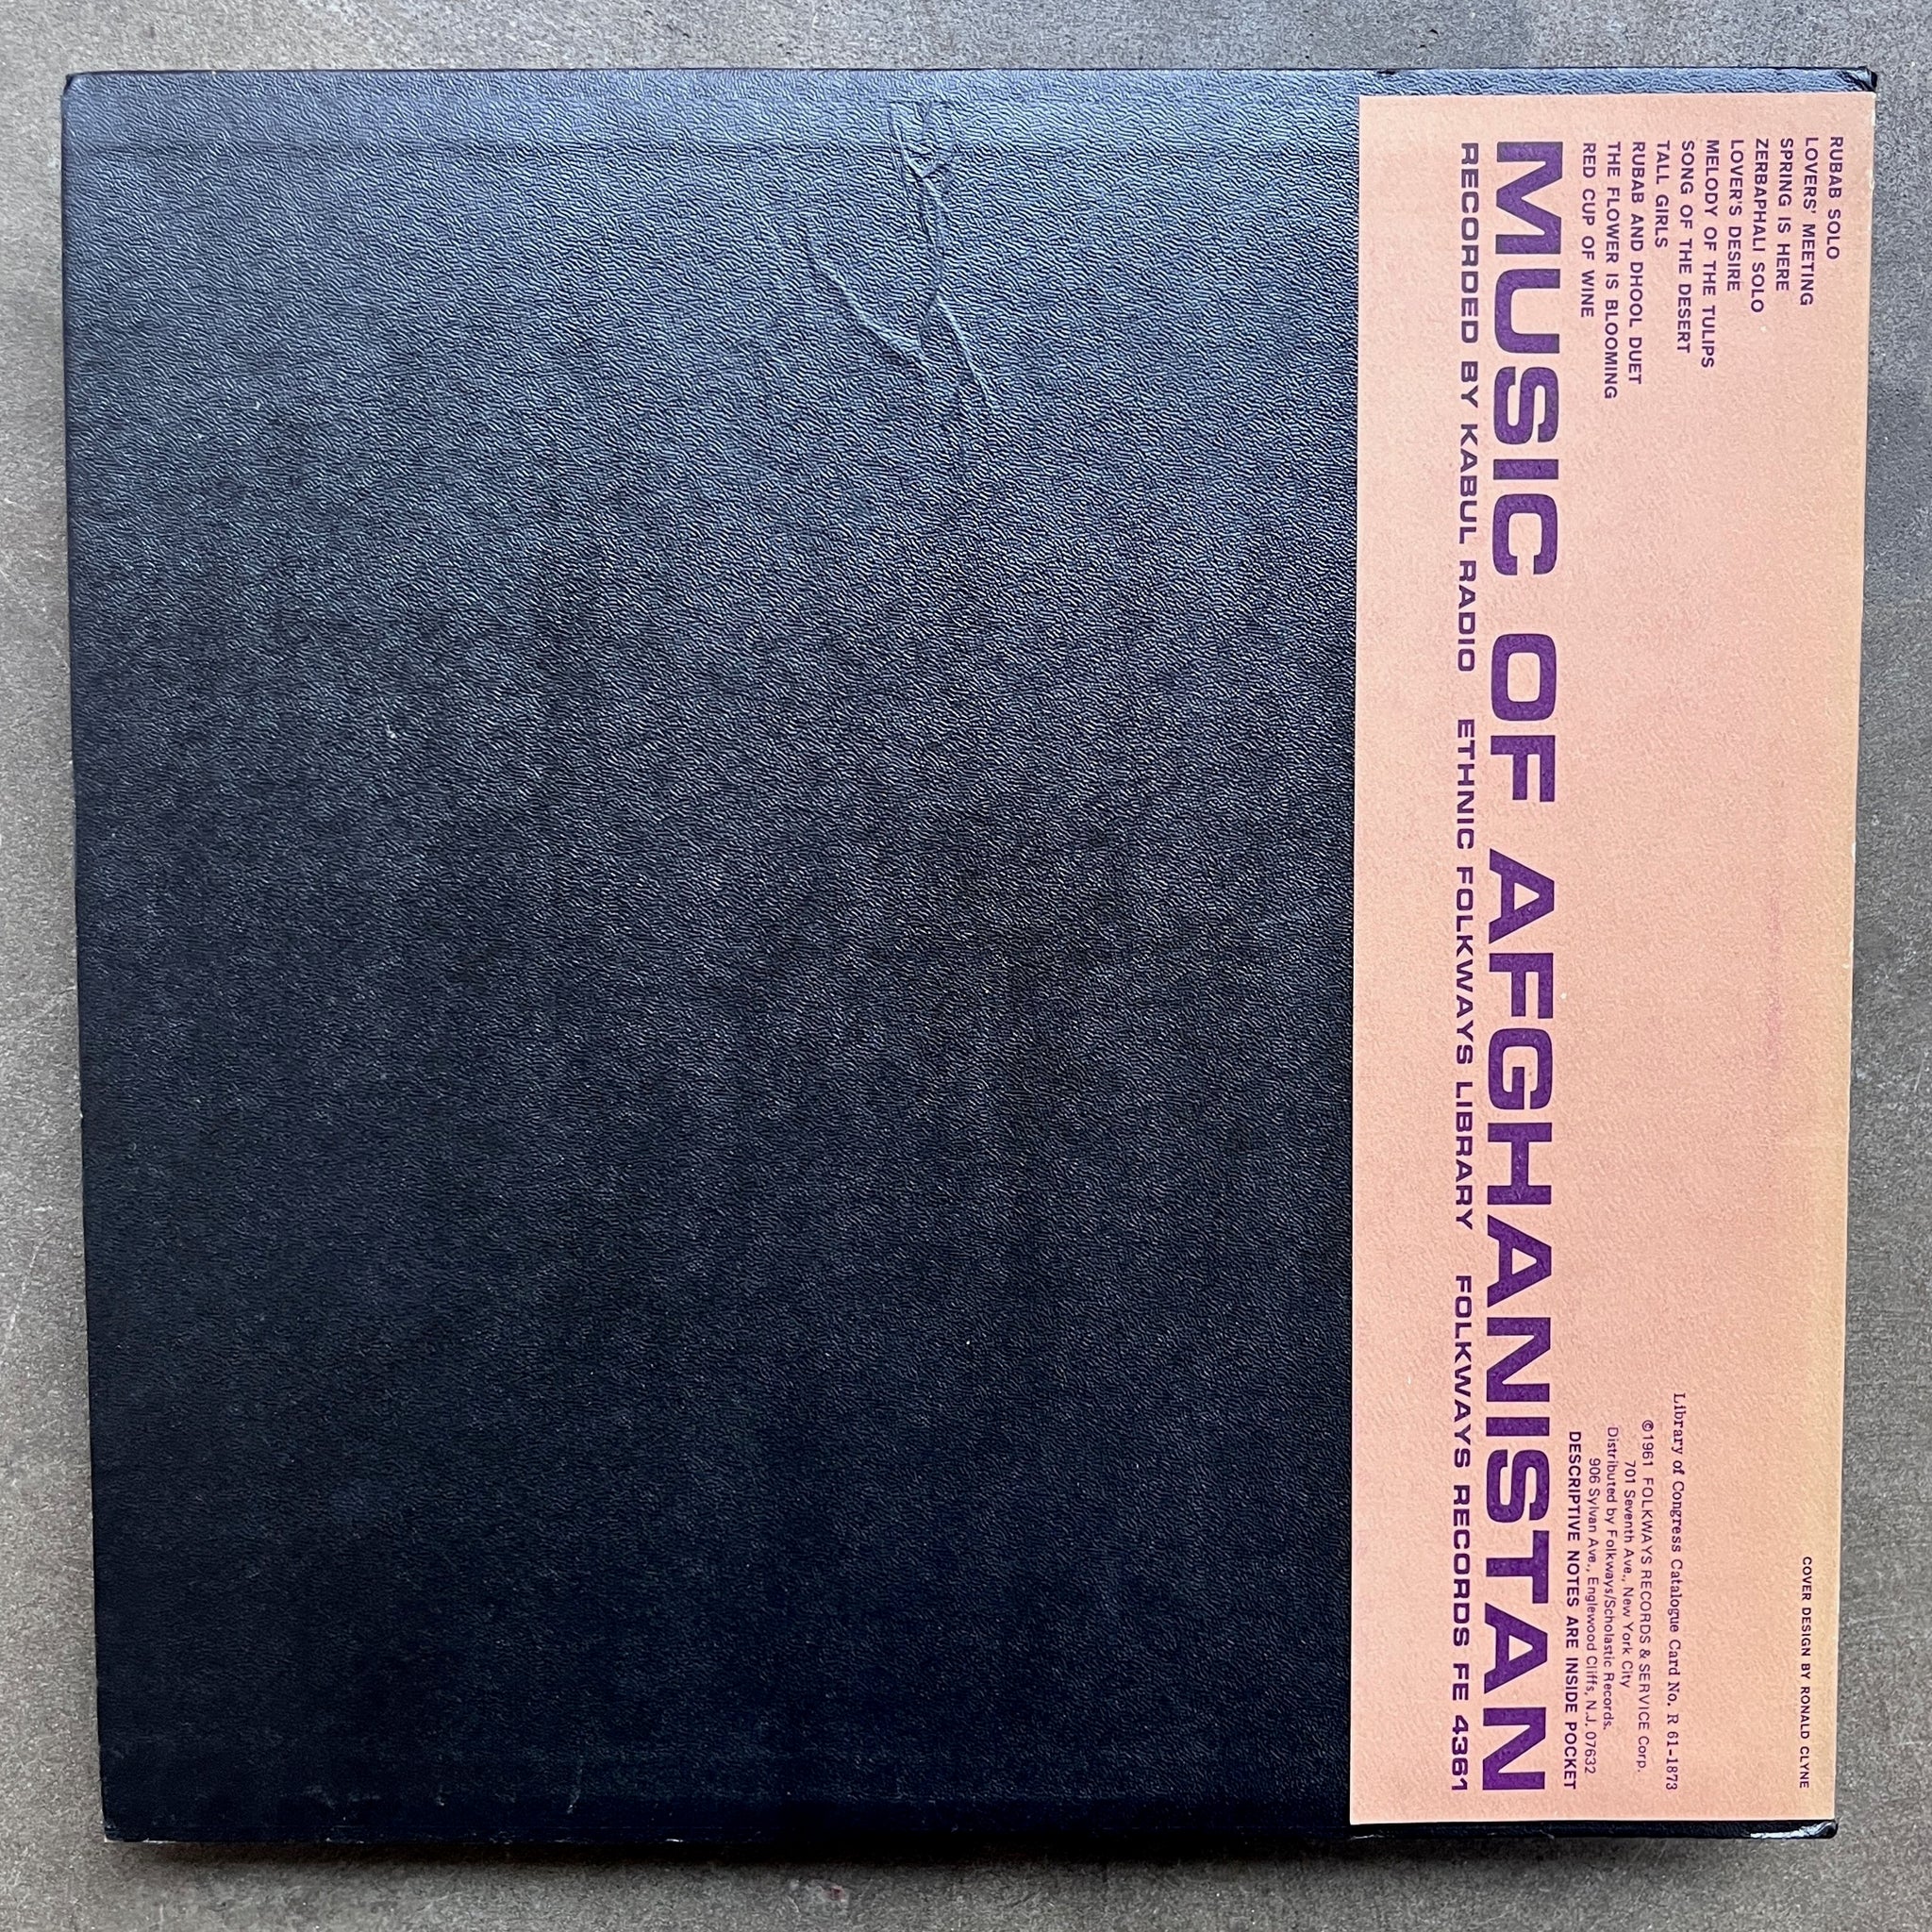 RUBAB SOLO
LOVERS' MEETING
SPRING IS HERE
ZERBAPHALI SOLO
LOVER'S DESIRE
MELODY OF THE TULIPS
SONG OF THE DESERT
TALL GIRLS
RUBAB AND DHOOL DUET
THE FLOWER IS BLOOMING
RED CUP OF WINE
COVER DESIGN BY RONALD CLYNE
Library of Congress Catalogue Card No. R 61-1873
©1961 FOLKWAYS RECORDS & SERVICE Corp.
701 Seventh Ave., New York City
Distributed by Folkways/Scholastic Records.
906 Sylvan Ave., Englewood Cliffs, N.J. 07632
DESCRIPTIVE NOTES ARE INSIDE POCKET
MUSIC OF AFGHANISTAN
RECORDED BY KABUL RADIO ETHNIC FOLKWAYS LIBRARY FOLKWAYS RECORDS FE 4361